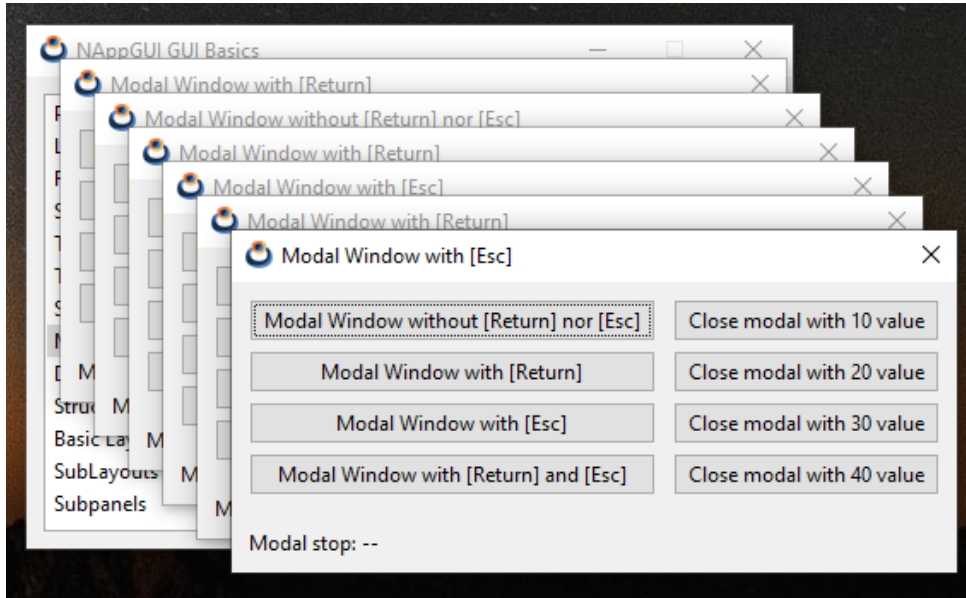 NAppGUI GUI Basics
Modal Window with [Return]
Modal Window without [Return] nor [Esc]
Modal Window with [Return]
Modal Window with [Esc]
Modal Window with [Return]
Modal Window with [Esc]
Modal Window without [Return] nor [Esc]
Close modal with 10 value
Modal Window with [Return]
Close modal with 20 value
Modal Window with [Esc]
Close modal with 30 value
Modal Window with [Return] and [Esc]
Close modal with 40 value
Modal stop: --
Basic Lay
SubLayouts
Subpanels